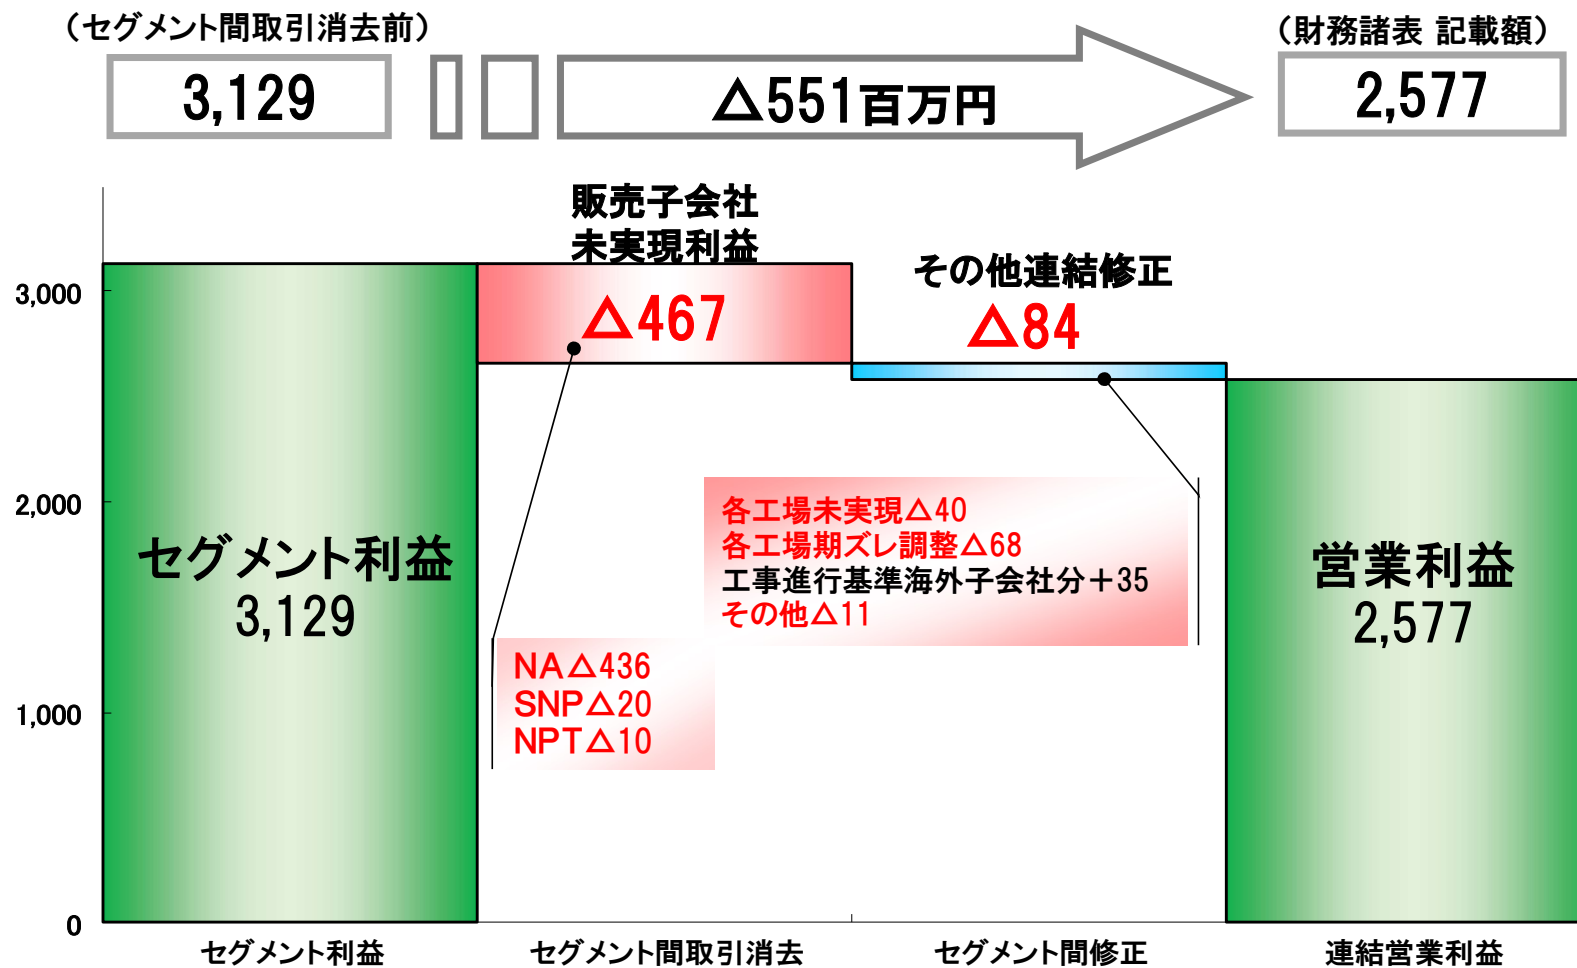 （セグメント間取引消去前）
3,129
△551百万円
（財務諸表 記載額）
2,577
販売子会社
未実現利益
△467
その他連結修正
△84
3,000
2,000
1,000
0
セグメント利益
3,129
NA△436
SNP△20
NPT△10
各工場未実現△40
各工場期ズレ調整△68
工事進行基準海外子会社分＋35
その他△11
営業利益
2,577
セグメント利益
セグメント間取引消去
セグメント間修正
連結営業利益